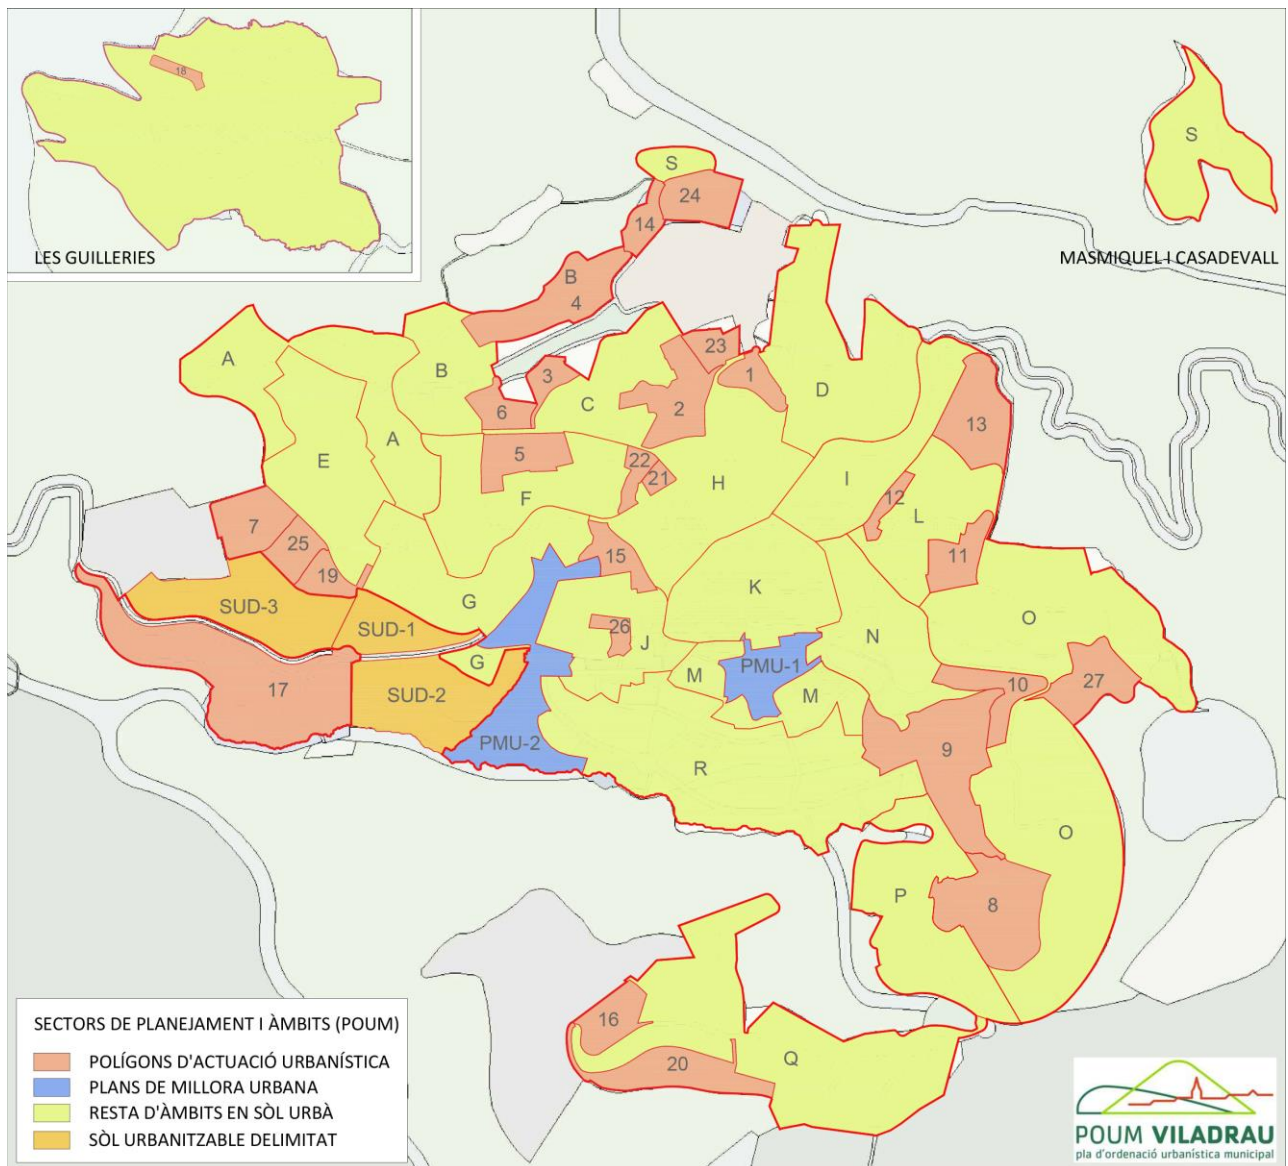 18
LES GUILLERIES
S
MASMIQUEL I CASADEVALL
S
24
14
B
4
A
B
3
6
C
23
1
2
D
13
E
A
5
F
22
21
H
I
12
L
11
7
25
19
15
G
K
SUD-3
SUD-1
26
J
N
O
G
M
PMU-1
M
10
27
17
SUD-2
PMU-2
R
9
O
P
8
16
20
Q
SECTORS DE PLANEJAMENT I ÀMBITS (POUM)
POLÍGONS D'ACTUACIÓ URBANÍSTICA
PLANS DE MILLORA URBANA
RESTA D'ÀMBITS EN SÒL URBÀ
SÒL URBANITZABLE DELIMITAT
POUM VILADRAU
pla d'ordenació urbanística municipal